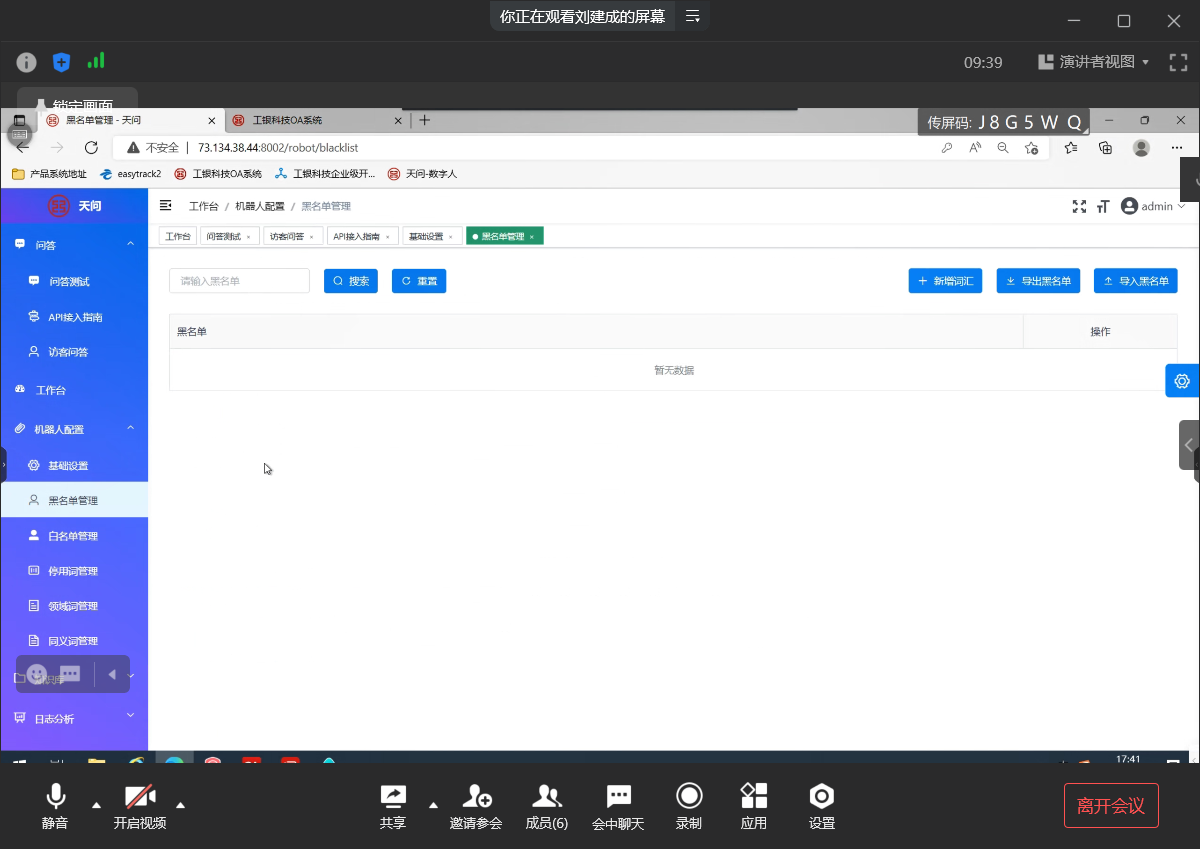 你正在观看刘建成的屏幕
09:39
演讲者视图
锁定画面
黑名单管理 - 天问
工银科技OA系统
传屏码: J8G5WQ
不安全
73.134.38.44:8002/robot/blacklist
产品系统地址
easytrack2
工银科技OA系统
工银科技企业级开...
天问-数字人
天问
工作台 / 机器人配置 / 黑名单管理
admin
工作台
问答测试 ×
访客问答 ×
API接入指南 ×
基础设置 ×
黑名单管理 ×
问答
问答测试
API接入指南
访客问答
工作台
机器人配置
基础设置
黑名单管理
白名单管理
停用词管理
领域词管理
同义词管理
日志分析
请输入黑名单
搜索
重置
新增词汇
导出黑名单
导入黑名单
黑名单
操作
暂无数据
17:41
静音
开启视频
共享
邀请参会
成员(6)
会中聊天
录制
应用
设置
离开会议